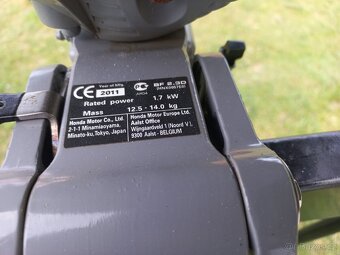 CE
Year of Mfg.
2011
BF 2.3D
Rated power 1.7 kW
Mass 12.5 - 14.0 kg
Honda Motor Co., Ltd.
2-1-1 Minamiaoyama,
Minato-ku, Tokyo, Japan
Honda Motor Europe Ltd.
Aalst Office
Wijngaardveld 1 (Noord V)
9300 Aalst - BELGIUM